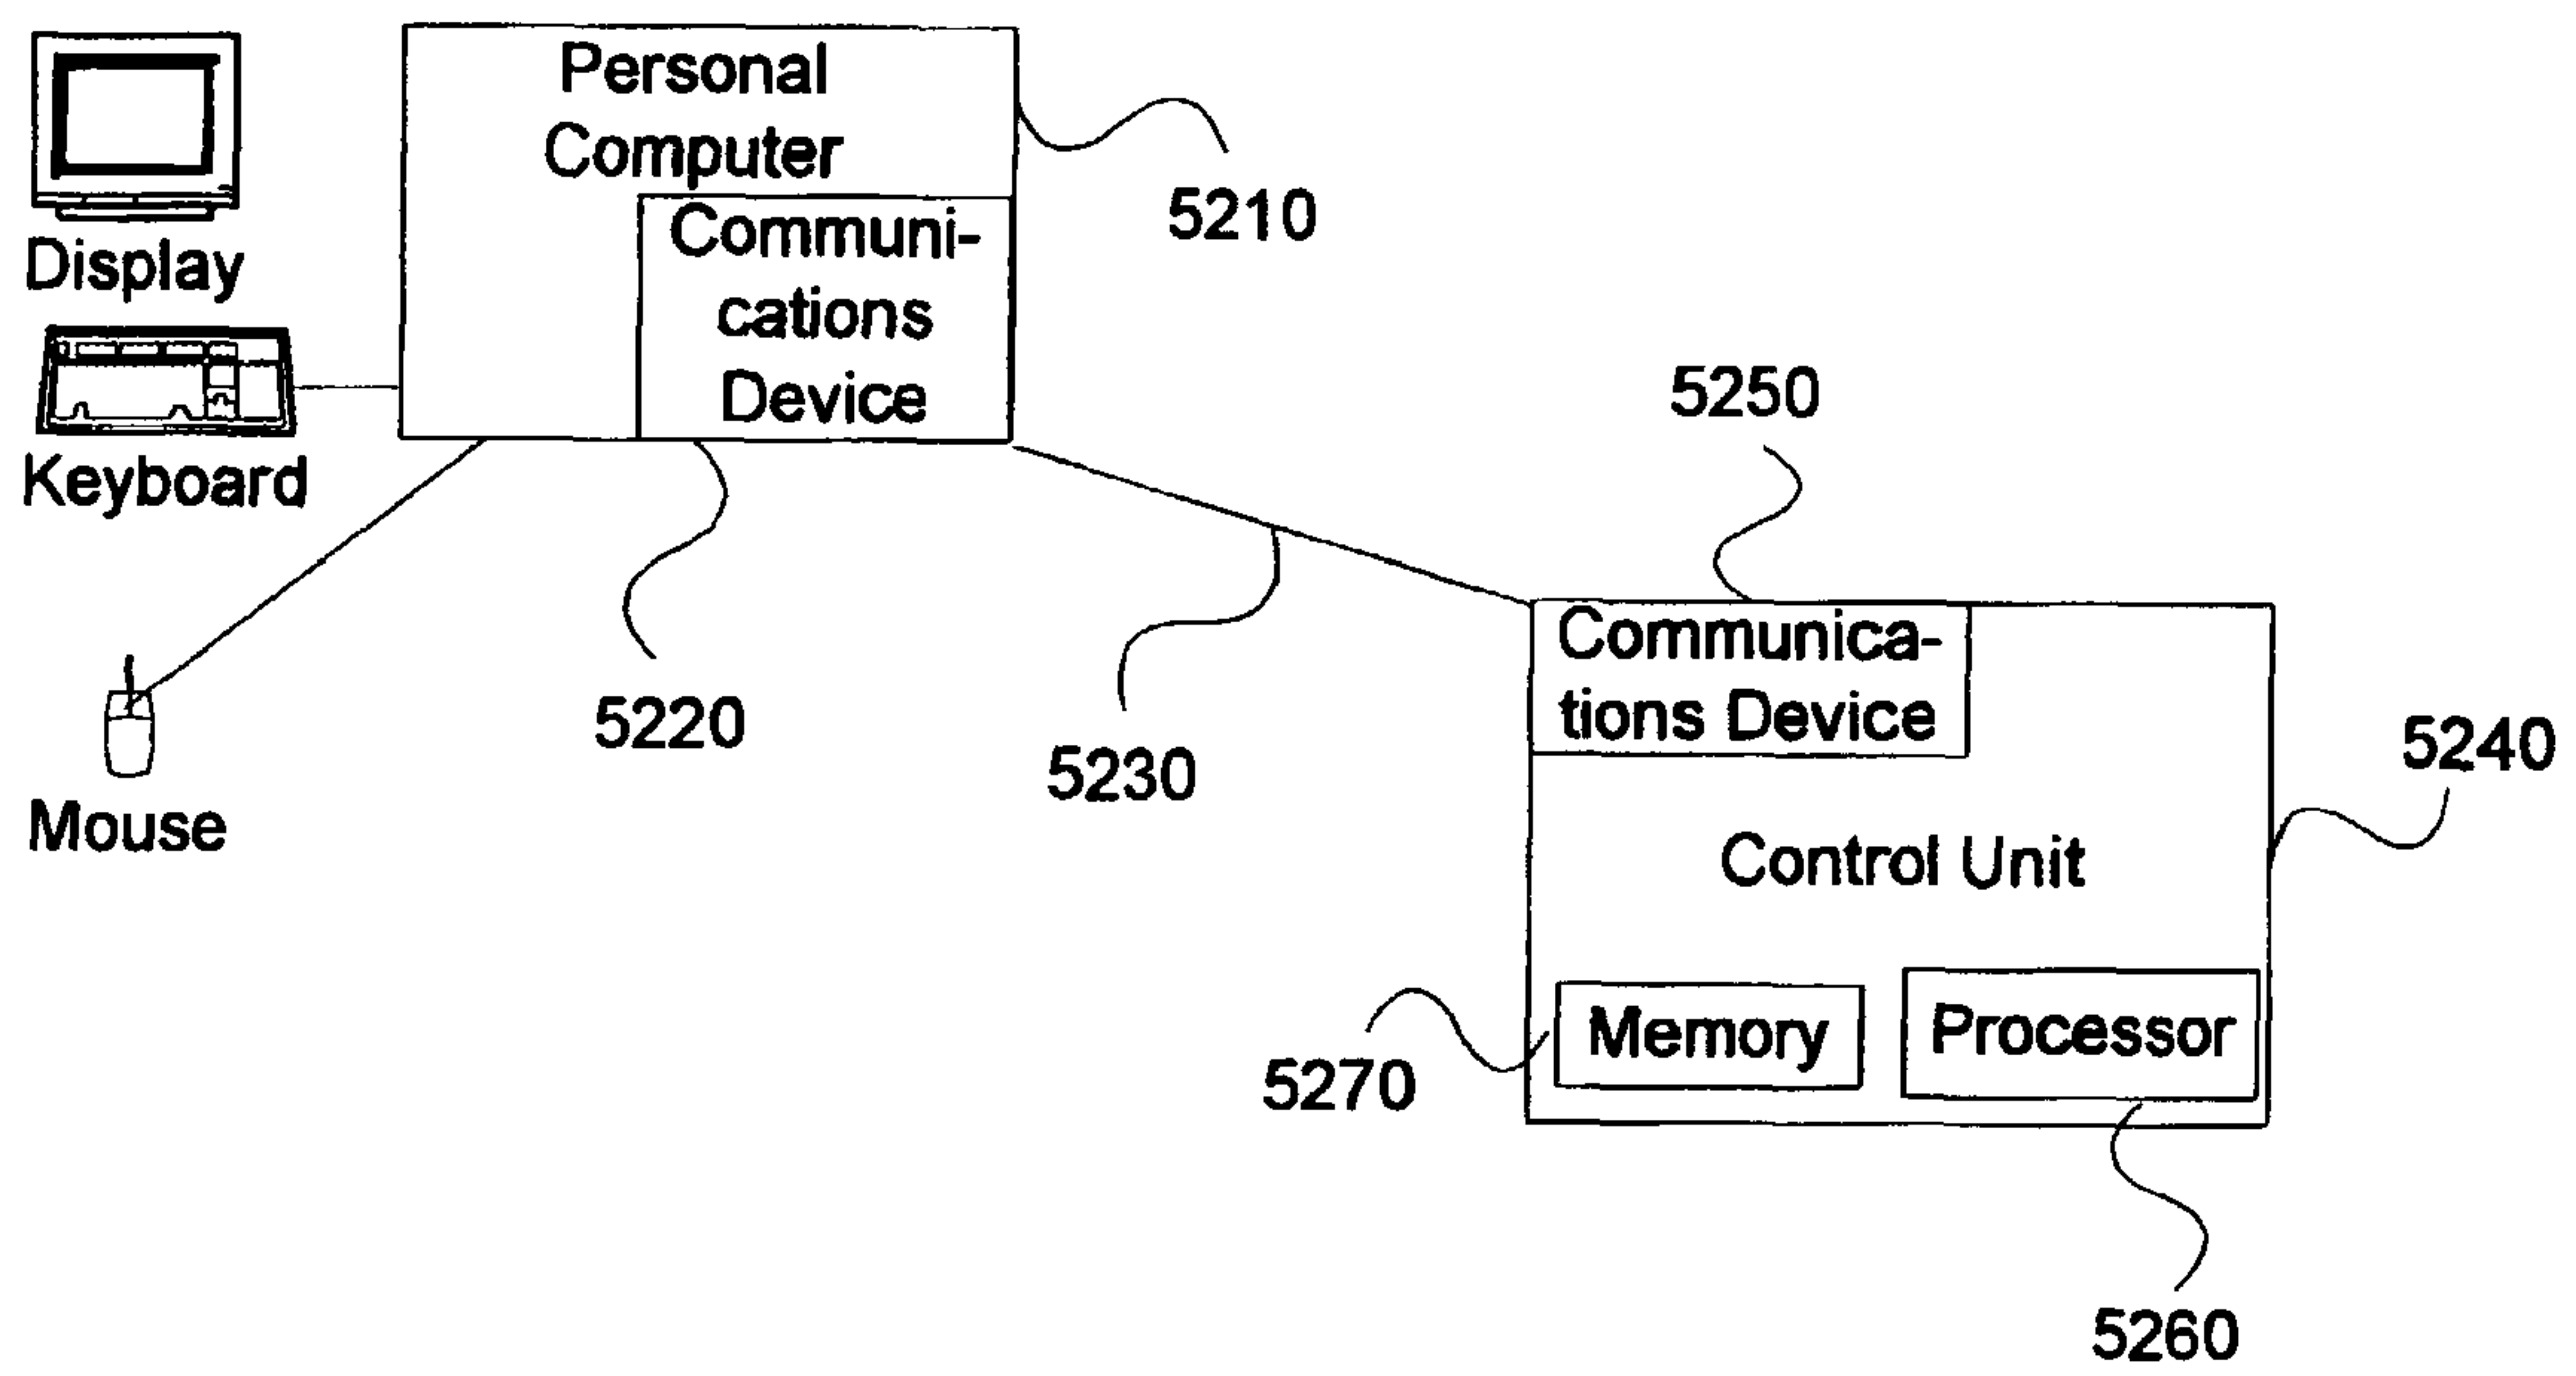 Personal
Computer
Communi-
cations
Device
Display
Keyboard
Mouse
5210
5220
5230
5250
Communica-
tions Device
5240
Control Unit
Memory
Processor
5270
5260